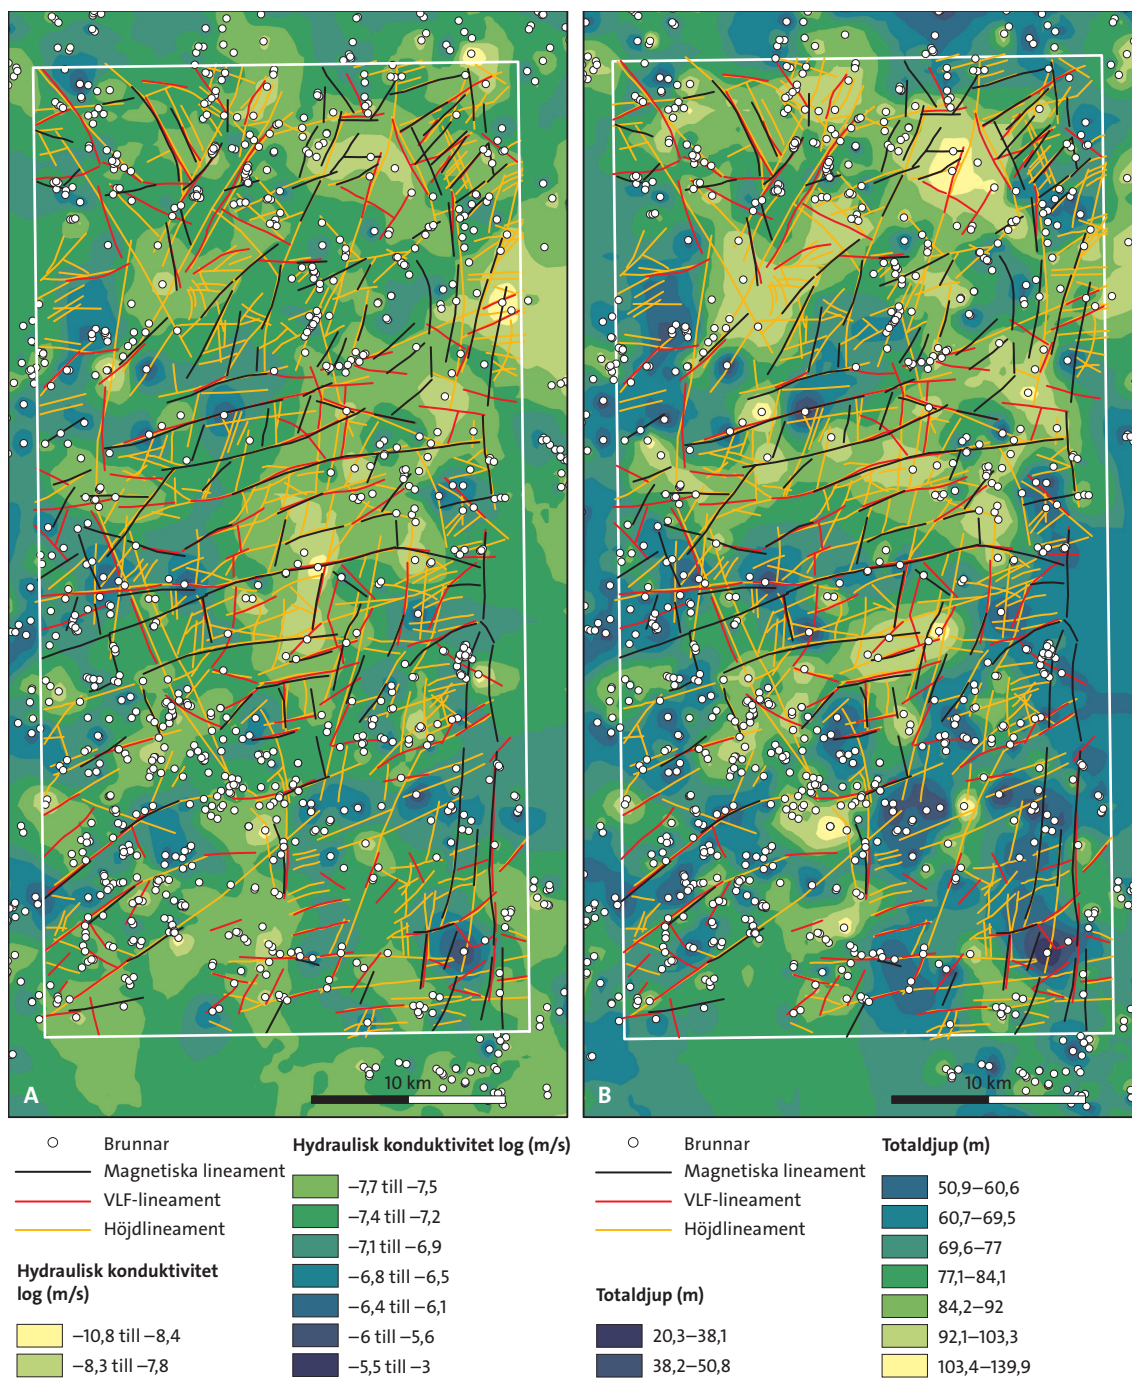 10 km
A
10 km
B
Brunnar
Magnetiska lineament
VLF-lineament
Höjdlineament
Hydraulisk konduktivitet
log (m/s)
−10,8 till −8,4
−8,3 till −7,8
Hydraulisk konduktivitet log (m/s)
−7,7 till −7,5
−7,4 till −7,2
−7,1 till −6,9
−6,8 till −6,5
−6,4 till −6,1
−6 till −5,6
−5,5 till −3
Brunnar
Magnetiska lineament
VLF-lineament
Höjdlineament
Totaldjup (m)
20,3–38,1
38,2–50,8
Totaldjup (m)
50,9–60,6
60,7–69,5
69,6–77
77,1–84,1
84,2–92
92,1–103,3
103,4–139,9